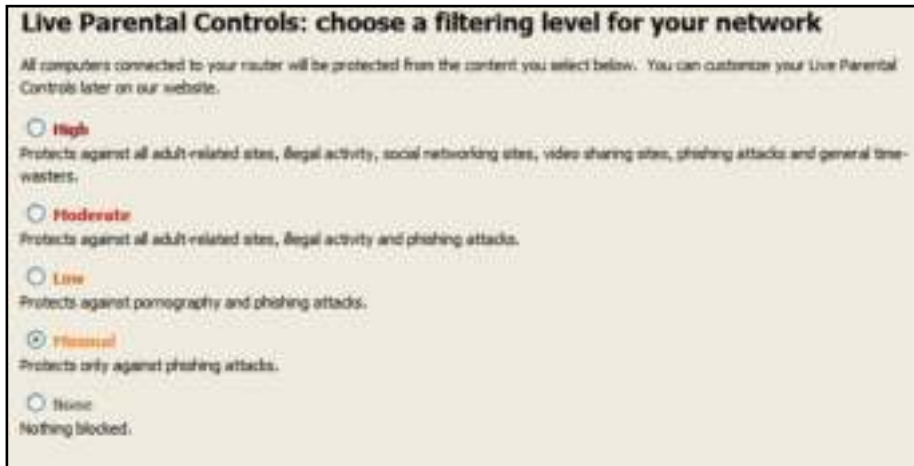 Live Parental Controls: choose a filtering level for your network
All computers connected to your router will be protected from the content you select below. You can customize your Live Parental
Controls later on our website.
High
Protects against all adult-related sites, illegal activity, social networking sites, video sharing sites, phishing attacks and general time-
wasters.
Moderate
Protects against all adult-related sites, illegal activity and phishing attacks.
Low
Protects against pornography and phishing attacks.
Minimal
Protects only against phishing attacks.
None
Nothing blocked.